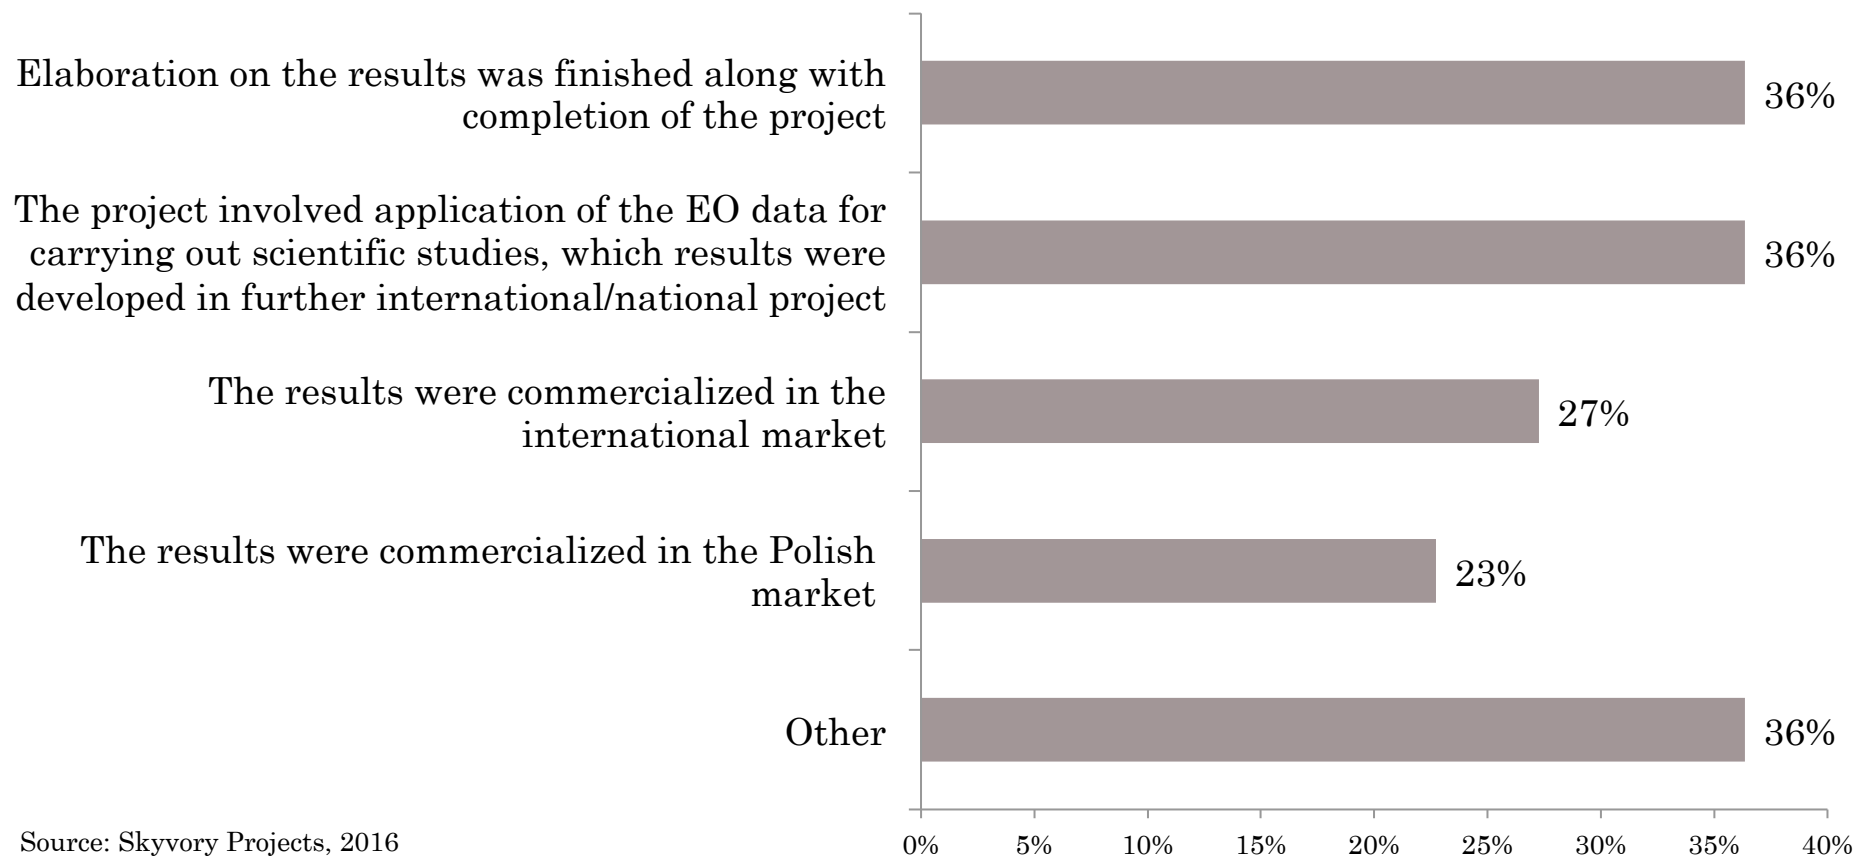 Elaboration on the results was finished along with
completion of the project
36%
The project involved application of the EO data for
carrying out scientific studies, which results were
developed in further international/national project
36%
The results were commercialized in the
international market
27%
The results were commercialized in the Polish
market
23%
Other
36%
0% 5% 10% 15% 20% 25% 30% 35% 40%
Source: Skyvory Projects, 2016